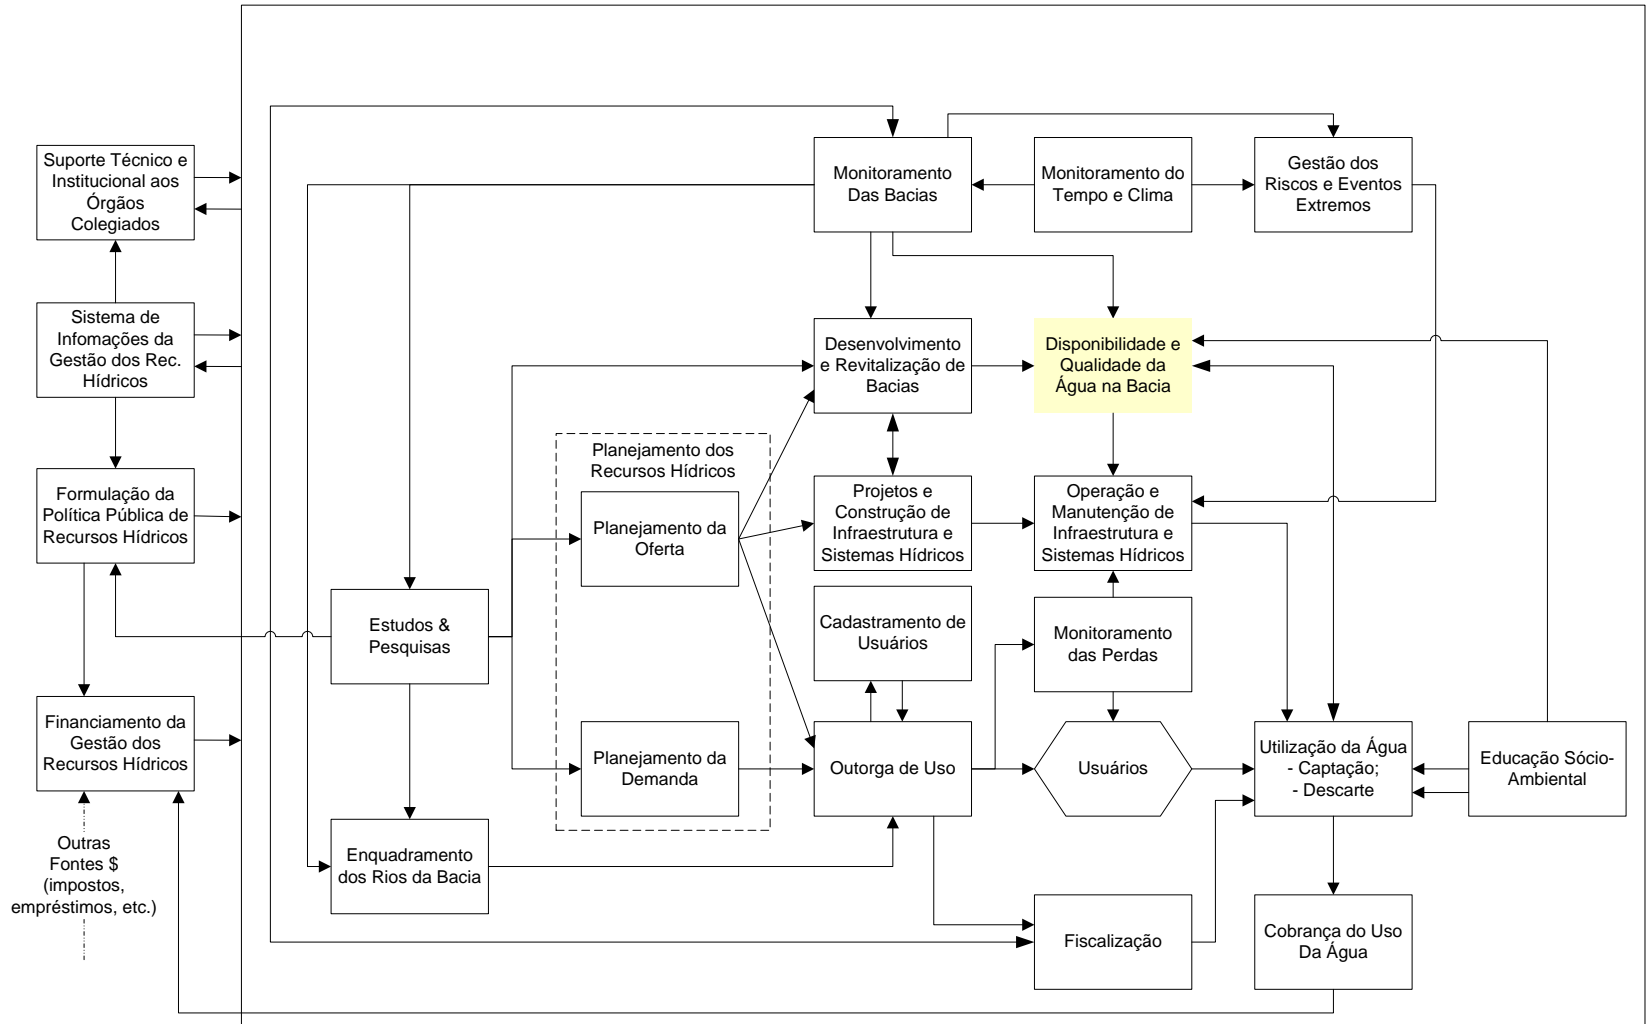 Suporte Técnico e
Institucional aos
Órgãos
Colegiados
Sistema de
Infomações da
Gestão dos Rec.
Hídricos
Formulação da
Política Pública de
Recursos Hídricos
Financiamento da
Gestão dos
Recursos Hídricos
Outras
Fontes $
(impostos,
empréstimos, etc.)
Monitoramento
Das Bacias
Monitoramento do
Tempo e Clima
Gestão dos
Riscos e Eventos
Extremos
Desenvolvimento
e Revitalização de
Bacias
Disponibilidade e
Qualidade da
Água na Bacia
Planejamento dos
Recursos Hídricos
Planejamento da
Oferta
Projetos e
Construção de
Infraestrutura e
Sistemas Hídricos
Operação e
Manutenção de
Infraestrutura e
Sistemas Hídricos
Estudos &
Pesquisas
Cadastramento de
Usuários
Monitoramento
das Perdas
Planejamento da
Demanda
Outorga de Uso
Usuários
Utilização da Água
- Captação;
- Descarte
Educação Sócio-
Ambiental
Enquadramento
dos Rios da Bacia
Fiscalização
Cobrança do Uso
Da Água